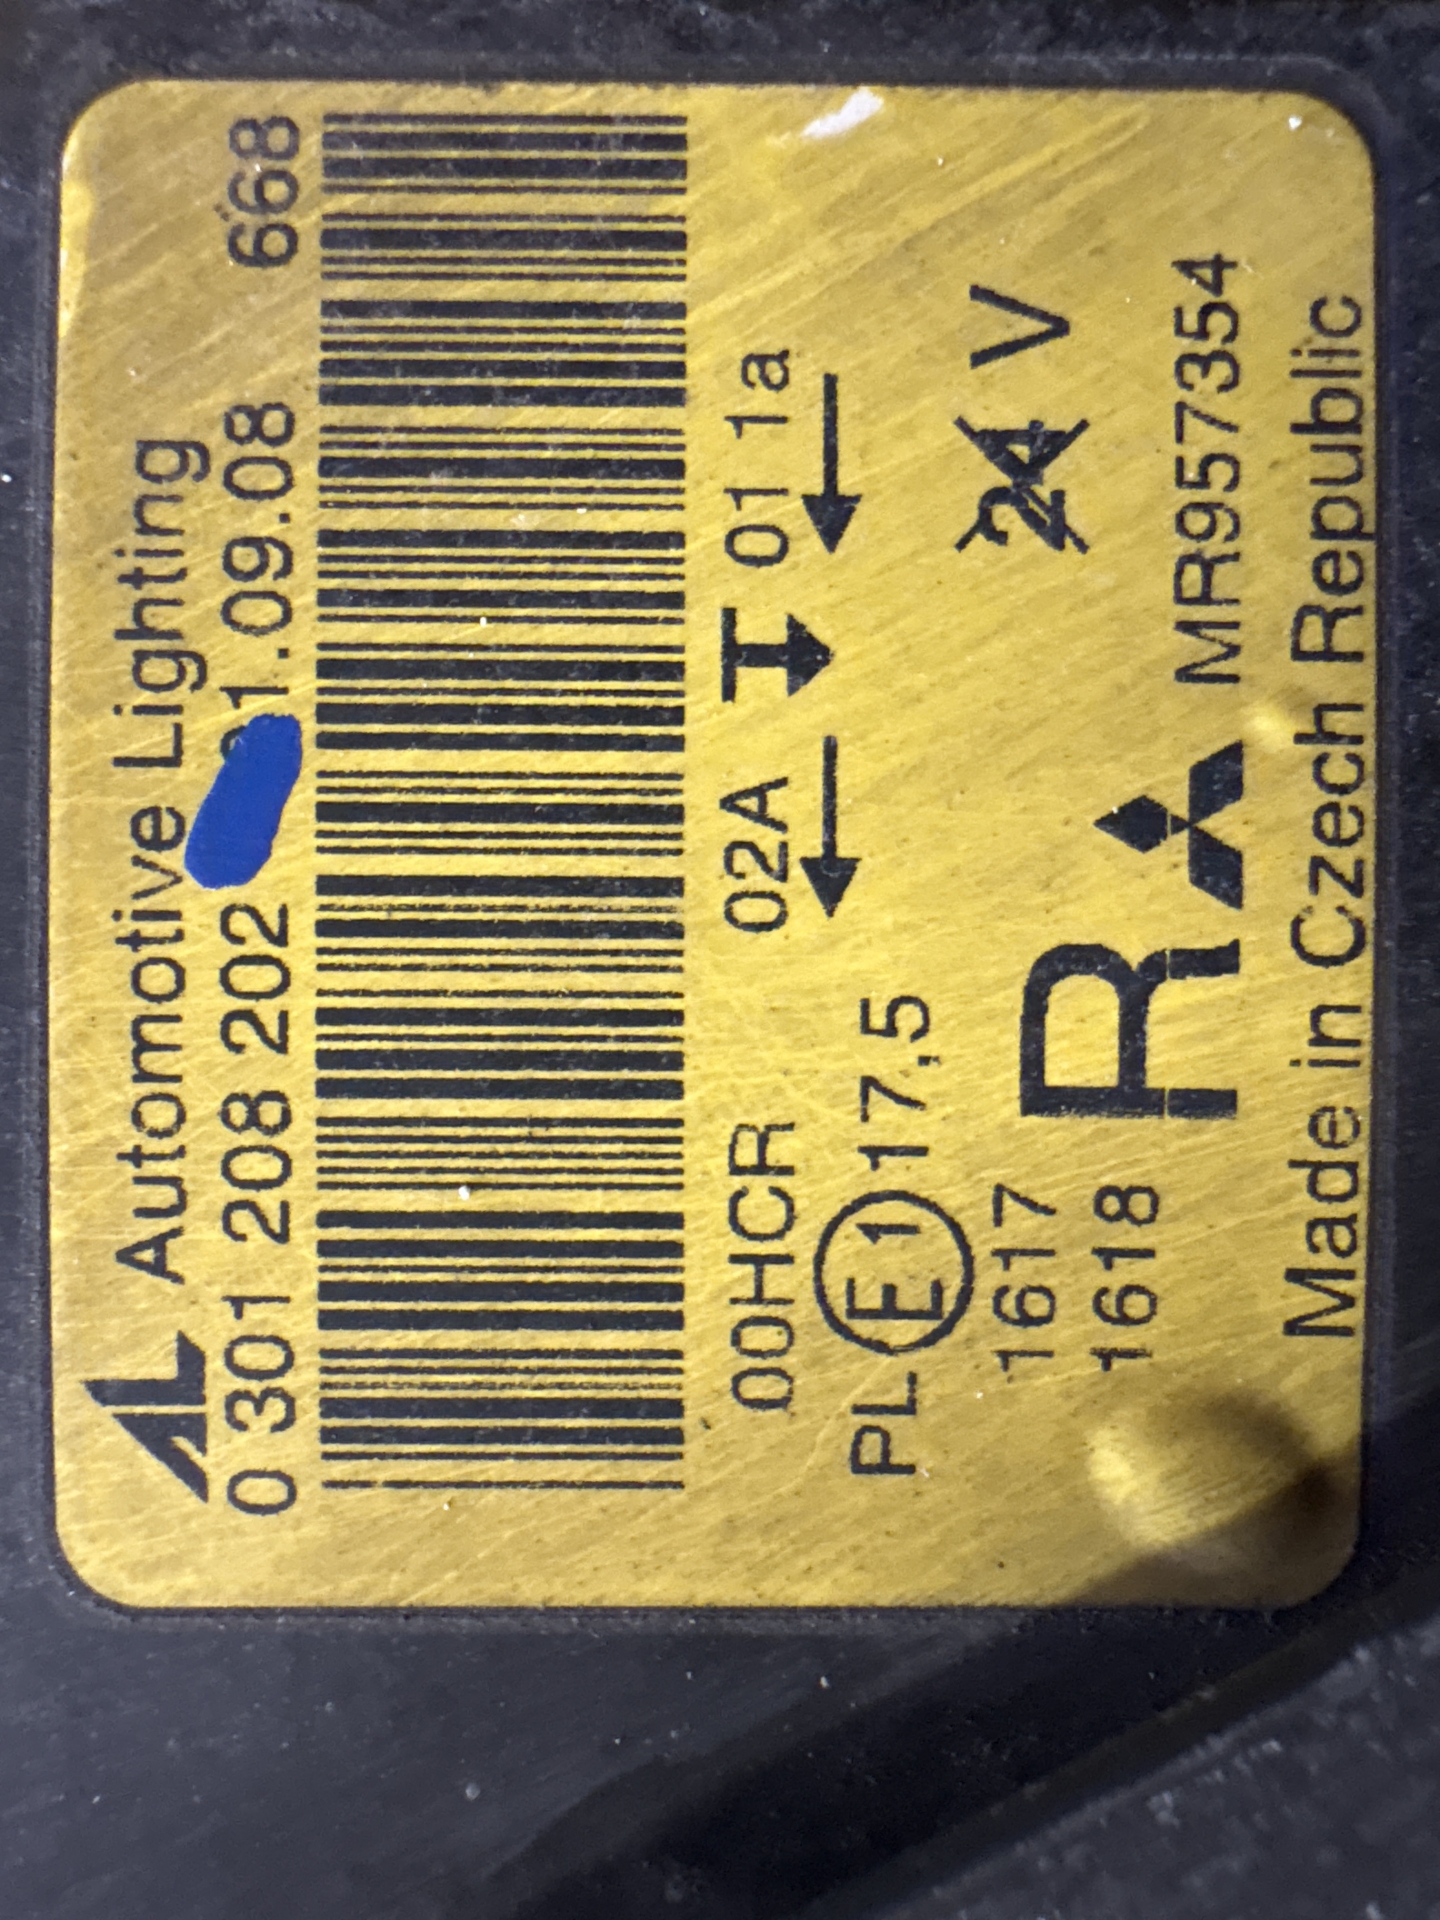 AL Automotive Lighting
0 301 208 202 1.09.08 668
00HCR 02A 01 1a
PL E1 17,5
1617 24 V
1618
R MR957354
Made in Czech Republic